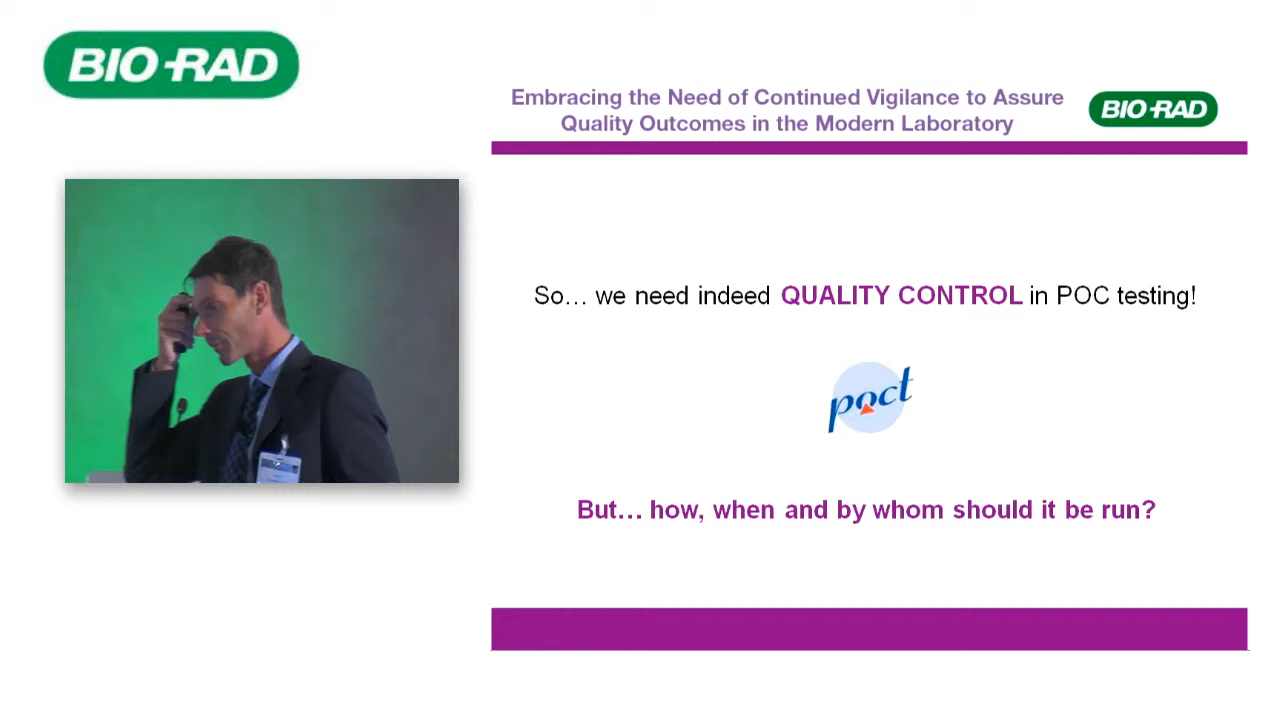 BIO-RAD
Embracing the Need of Continued Vigilance to Assure
Quality Outcomes in the Modern Laboratory
BIO-RAD
So… we need indeed QUALITY CONTROL in POC testing!
poct
But… how, when and by whom should it be run?